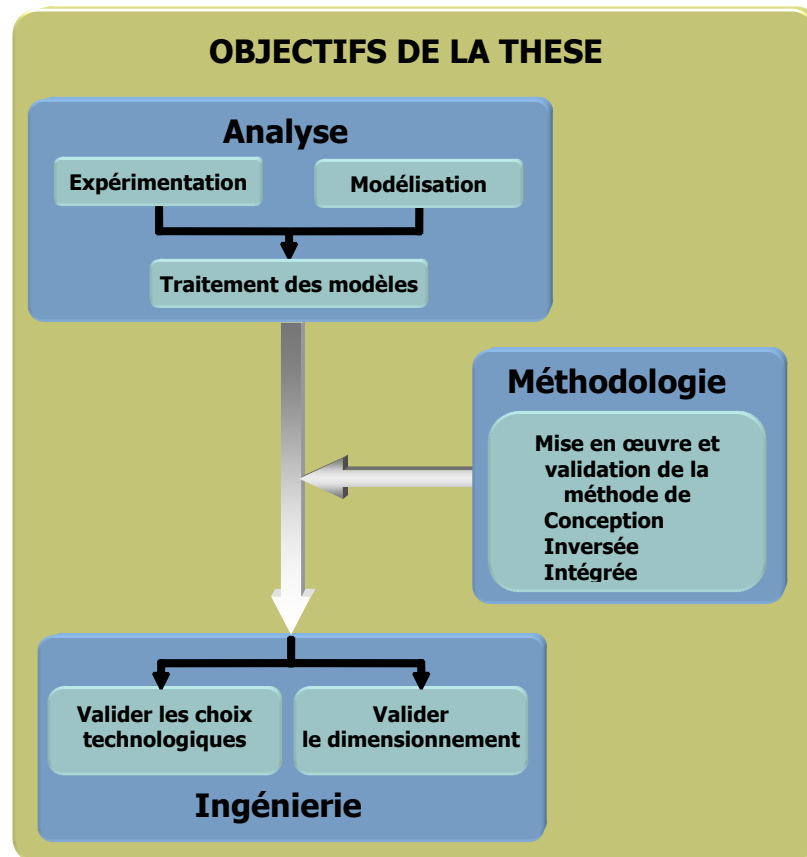 OBJECTIFS DE LA THESE
Analyse
Expérimentation
Modélisation
Traitement des modèles
Méthodologie
Mise en œuvre et
validation de la
méthode de
Conception
Inversée
Intégrée
Valider les choix
technologiques
Valider
le dimensionnement
Ingénierie